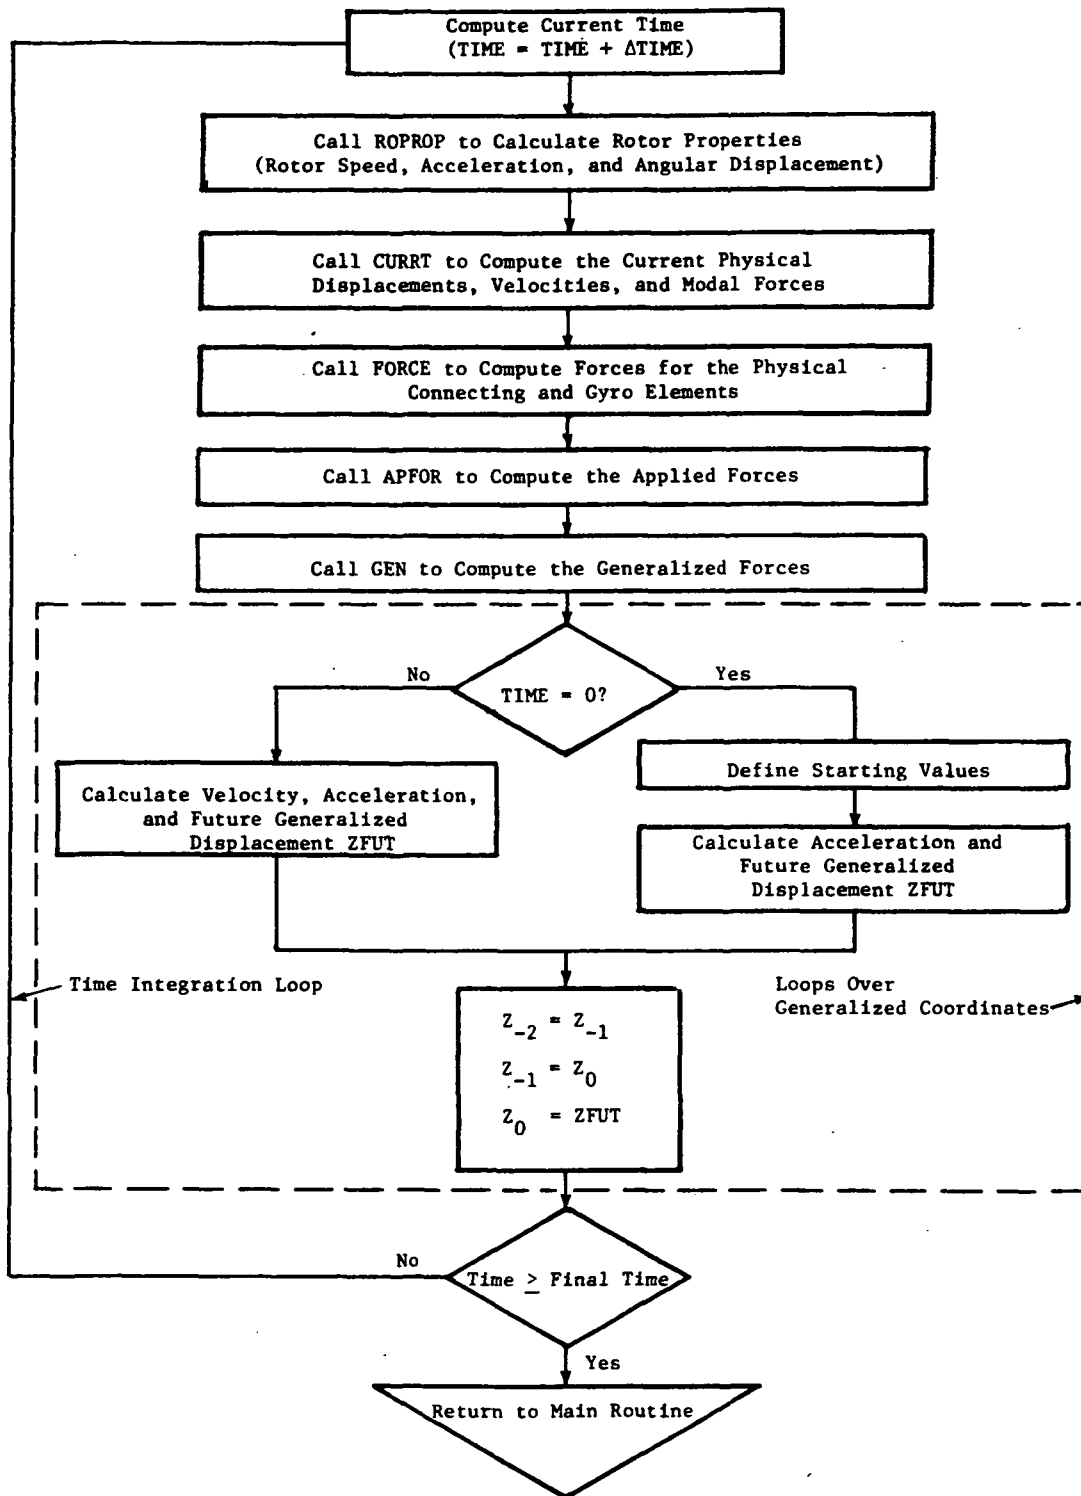 Compute Current Time
(TIME = TIME + ΔTIME)
Call ROPROP to Calculate Rotor Properties
(Rotor Speed, Acceleration, and Angular Displacement)
Call CURRT to Compute the Current Physical
Displacements, Velocities, and Modal Forces
Call FORCE to Compute Forces for the Physical
Connecting and Gyro Elements
Call APFOR to Compute the Applied Forces
Call GEN to Compute the Generalized Forces
No
Yes
TIME = 0?
Calculate Velocity, Acceleration,
and Future Generalized
Displacement ZFUT
Define Starting Values
Calculate Acceleration and
Future Generalized
Displacement ZFUT
Time Integration Loop
Loops Over
Generalized Coordinates
Z_-2 = Z_-1
Z_-1 = Z_0
Z_0 = ZFUT
No
Time ≥ Final Time
Yes
Return to Main Routine